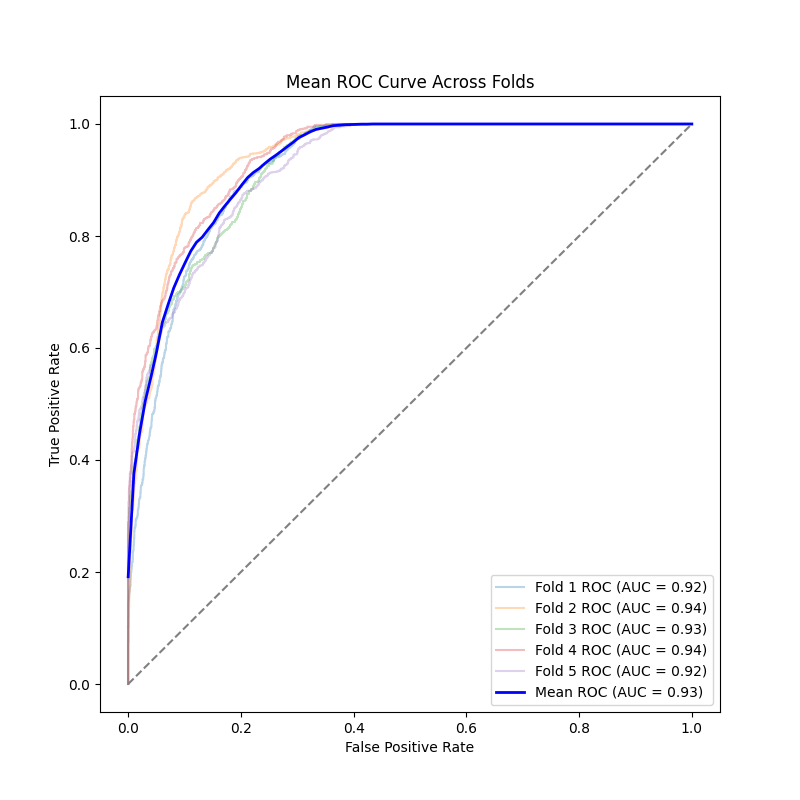 Mean ROC Curve Across Folds
True Positive Rate
1.0
0.8
0.6
0.4
0.2
0.0
Fold 1 ROC (AUC = 0.92)
Fold 2 ROC (AUC = 0.94)
Fold 3 ROC (AUC = 0.93)
Fold 4 ROC (AUC = 0.94)
Fold 5 ROC (AUC = 0.92)
Mean ROC (AUC = 0.93)
0.0 0.2 0.4 0.6 0.8 1.0
False Positive Rate